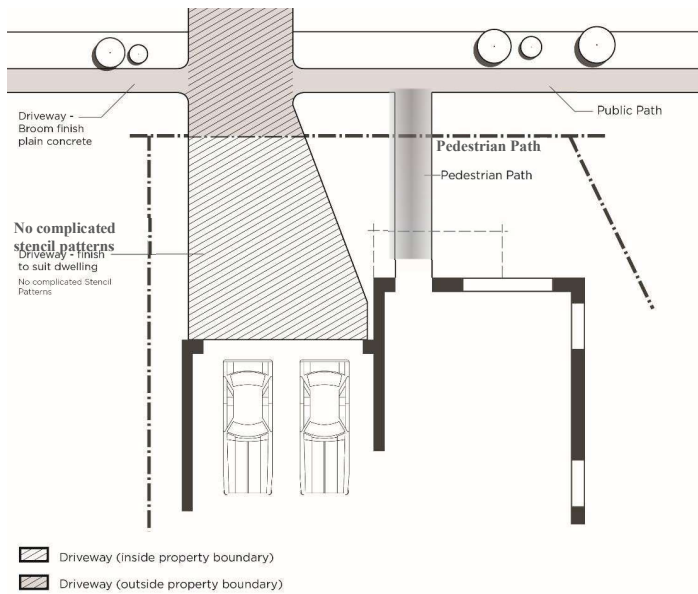 Driveway -
Broom finish
plain concrete
Public Path
Pedestrian Path
Pedestrian Path
No complicated
stencil patterns
Driveway - finish
to suit dwelling
No complicated Stencil
Patterns
Driveway (inside property boundary)
Driveway (outside property boundary)